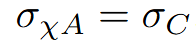 σ_{χA} = σ_C